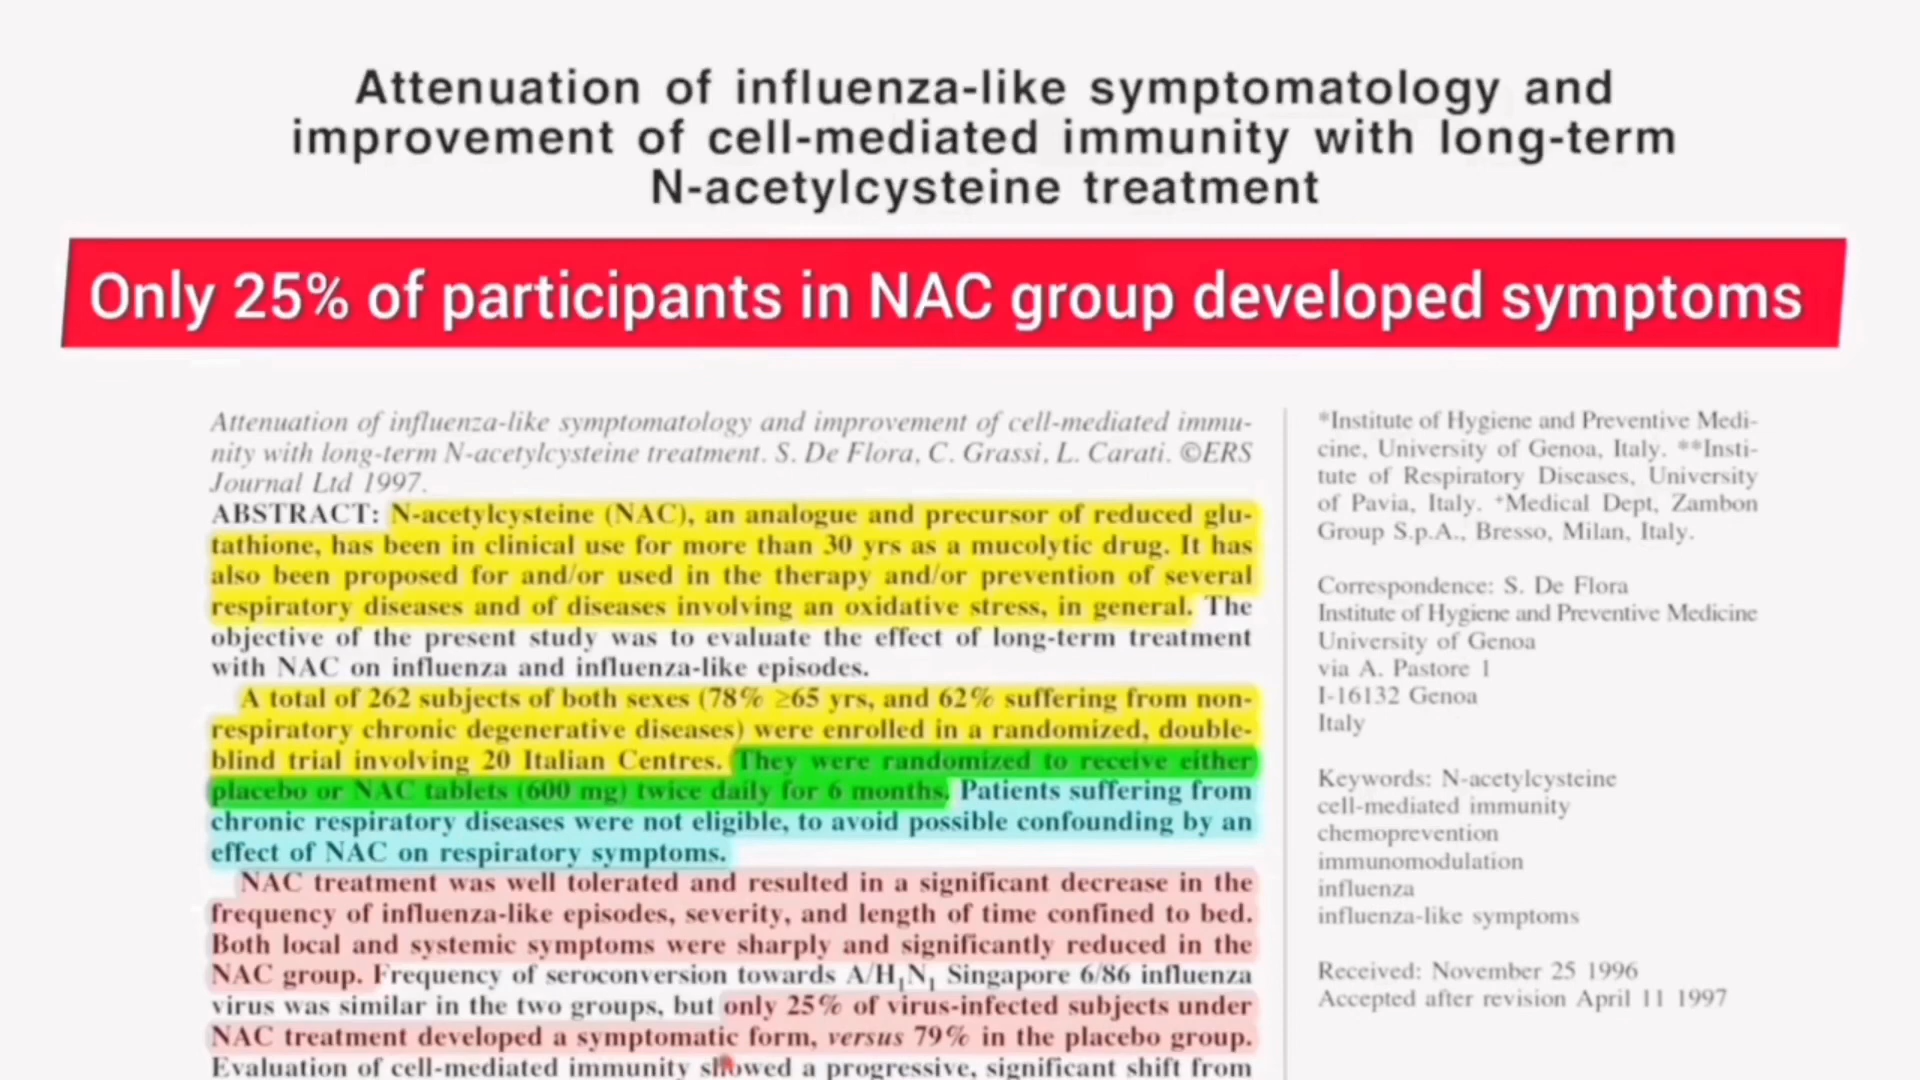 Attenuation of influenza-like symptomatology and
improvement of cell-mediated immunity with long-term
N-acetylcysteine treatment
Only 25% of participants in NAC group developed symptoms
Attenuation of influenza-like symptomatology and improvement of cell-mediated immu-
nity with long-term N-acetylcysteine treatment. S. De Flora, C. Grassi, L. Carati. ©ERS
Journal Ltd 1997.
ABSTRACT: N-acetylcysteine (NAC), an analogue and precursor of reduced glu-
tathione, has been in clinical use for more than 30 yrs as a mucolytic drug. It has
also been proposed for and/or used in the therapy and/or prevention of several
respiratory diseases and of diseases involving an oxidative stress, in general. The
objective of the present study was to evaluate the effect of long-term treatment
with NAC on influenza and influenza-like episodes.
A total of 262 subjects of both sexes (78% ≥65 yrs, and 62% suffering from non-
respiratory chronic degenerative diseases) were enrolled in a randomized, double-
blind trial involving 20 Italian Centres. They were randomized to receive either
placebo or NAC tablets (600 mg) twice daily for 6 months. Patients suffering from
chronic respiratory diseases were not eligible, to avoid possible confounding by an
effect of NAC on respiratory symptoms.
NAC treatment was well tolerated and resulted in a significant decrease in the
frequency of influenza-like episodes, severity, and length of time confined to bed.
Both local and systemic symptoms were sharply and significantly reduced in the
NAC group. Frequency of seroconversion towards A/H₁N₁ Singapore 6/86 influenza
virus was similar in the two groups, but only 25% of virus-infected subjects under
NAC treatment developed a symptomatic form, versus 79% in the placebo group.
Evaluation of cell-mediated immunity showed a progressive, significant shift from
*Institute of Hygiene and Preventive Medi-
cine, University of Genoa, Italy. **Insti-
tute of Respiratory Diseases, University
of Pavia, Italy. ⁺Medical Dept, Zambon
Group S.p.A., Bresso, Milan, Italy.
Correspondence: S. De Flora
Institute of Hygiene and Preventive Medicine
University of Genoa
via A. Pastore 1
I-16132 Genoa
Italy
Keywords: N-acetylcysteine
cell-mediated immunity
chemoprevention
immunomodulation
influenza
influenza-like symptoms
Received: November 25 1996
Accepted after revision April 11 1997